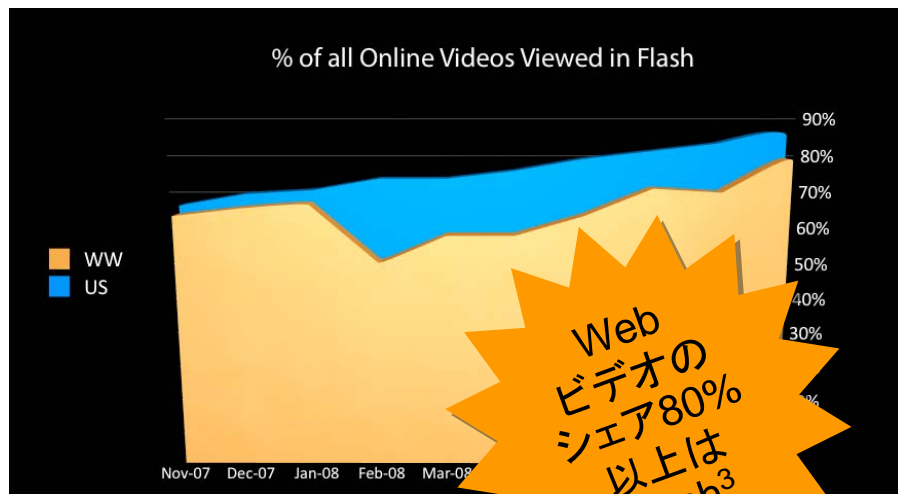 % of all Online Videos Viewed in Flash
90%
80%
70%
60%
50%
40%
30%
WW
US
Web
ビデオの
シェア80%
以上は
Nov-07 Dec-07 Jan-08 Feb-08 Mar-08